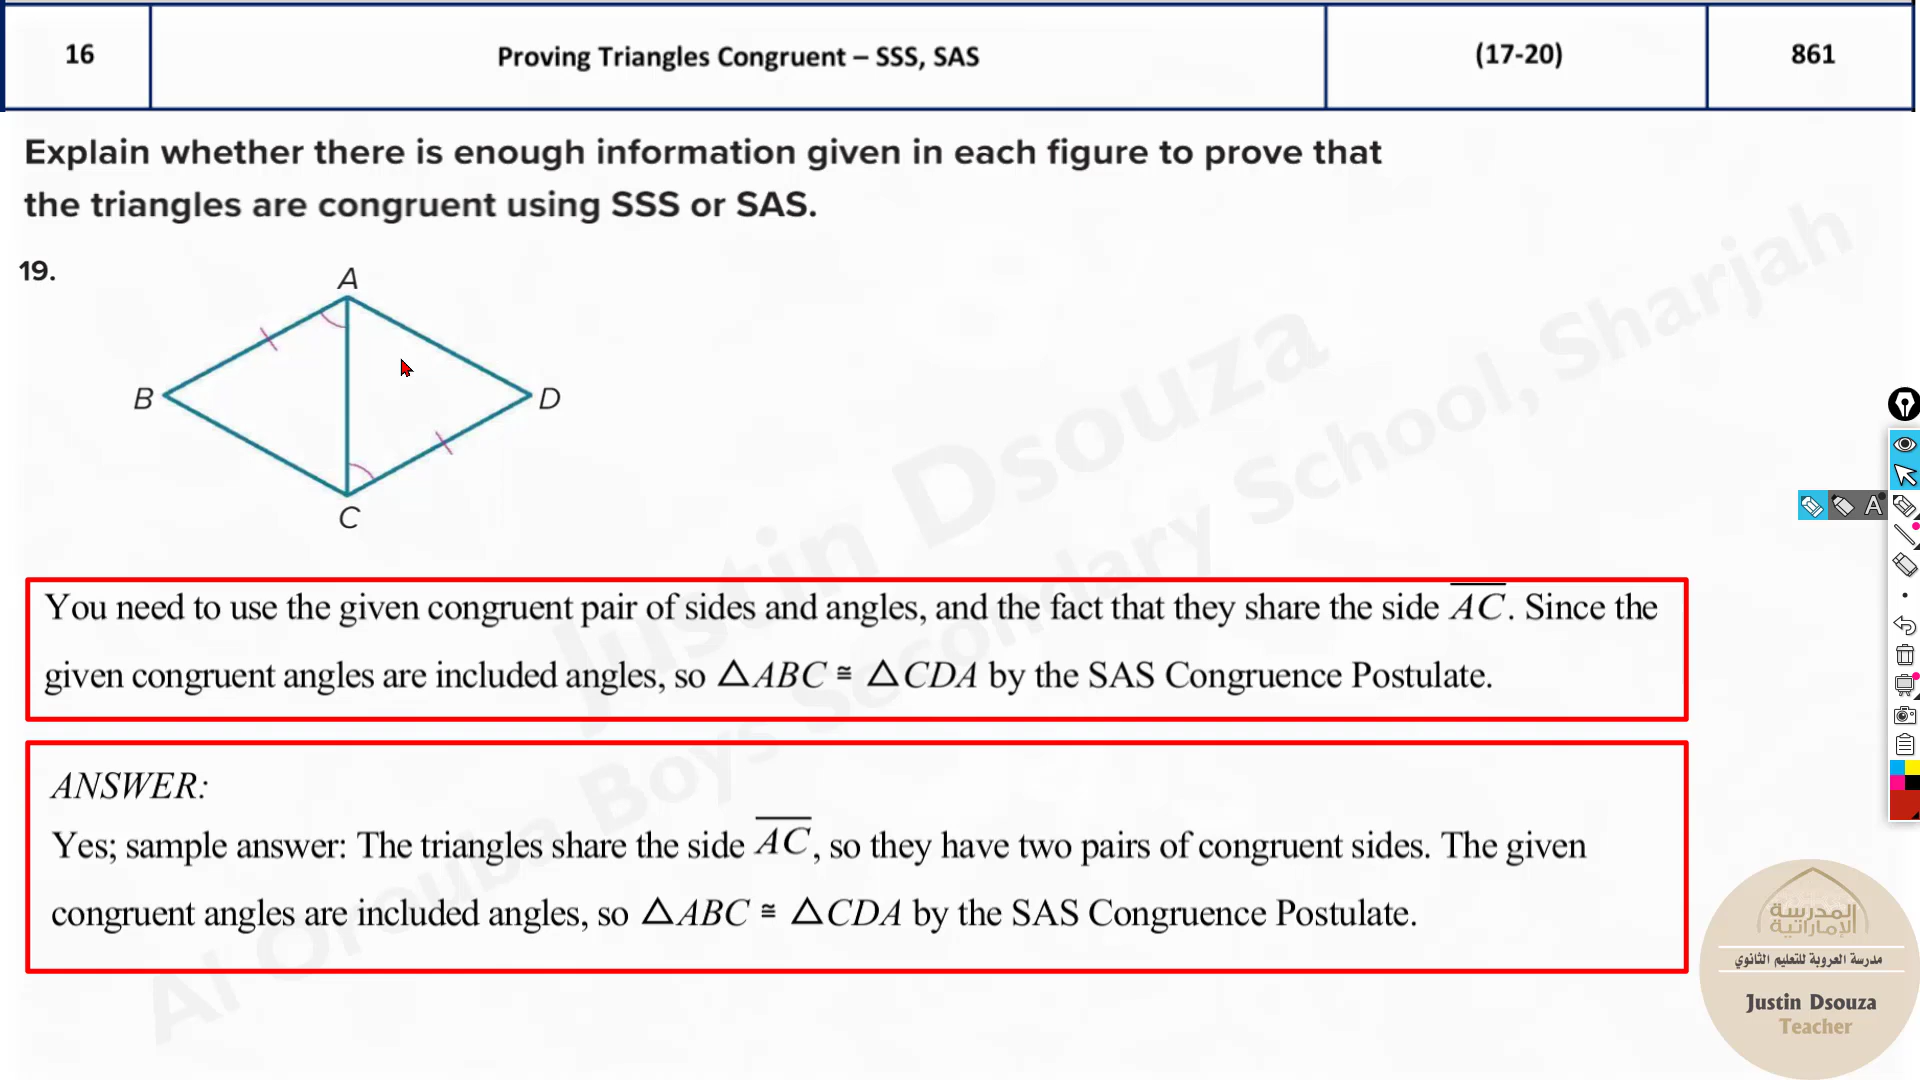 16
Proving Triangles Congruent – SSS, SAS
(17-20)
861
Explain whether there is enough information given in each figure to prove that
the triangles are congruent using SSS or SAS.
19.
A
B
D
C
You need to use the given congruent pair of sides and angles, and the fact that they share the side AC. Since the
given congruent angles are included angles, so △ABC ≅ △CDA by the SAS Congruence Postulate.
ANSWER:
Yes; sample answer: The triangles share the side AC, so they have two pairs of congruent sides. The given
congruent angles are included angles, so △ABC ≅ △CDA by the SAS Congruence Postulate.
Justin Dsouza
Al Orouba Boys Secondary School, Sharjah
A
المدرسة
الإماراتية
مدرسة العروبة للتعليم الثانوي
Justin Dsouza
Teacher